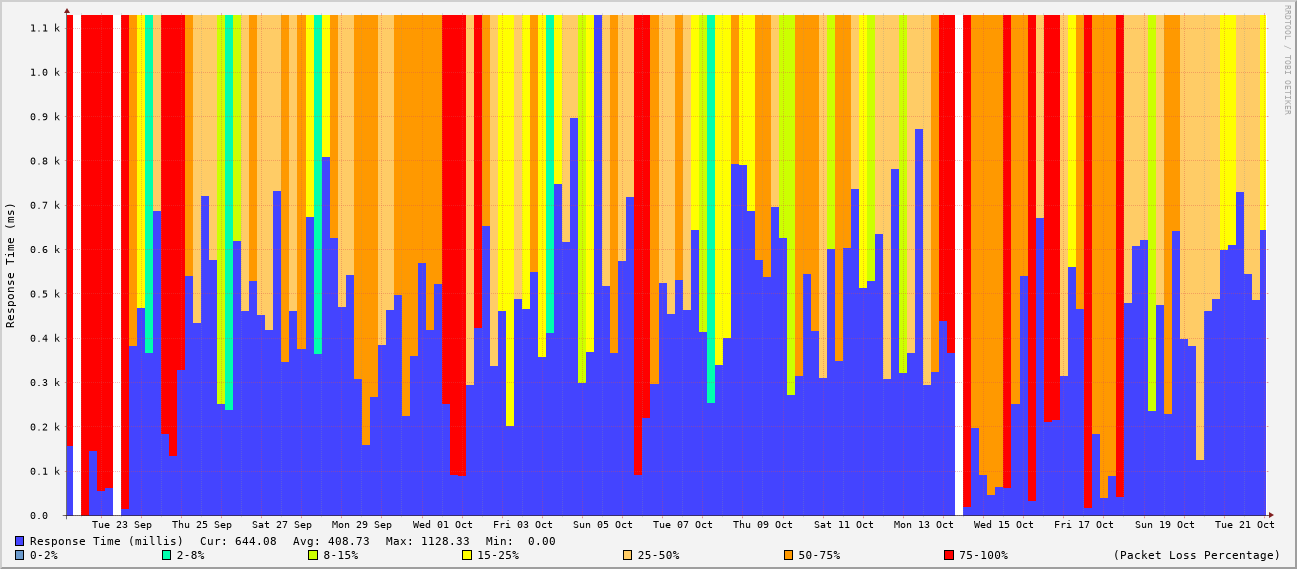 RRDTOOL / TOBI OETIKER
Response Time (ms)
1.1 k
1.0 k
0.9 k
0.8 k
0.7 k
0.6 k
0.5 k
0.4 k
0.3 k
0.2 k
0.1 k
0.0
Tue 23 Sep Thu 25 Sep Sat 27 Sep Mon 29 Sep Wed 01 Oct Fri 03 Oct Sun 05 Oct Tue 07 Oct Thu 09 Oct Sat 11 Oct Mon 13 Oct Wed 15 Oct Fri 17 Oct Sun 19 Oct Tue 21 Oct
Response Time (millis) Cur: 644.08 Avg: 408.73 Max: 1128.33 Min: 0.00
0-2% 2-8% 8-15% 15-25% 25-50% 50-75% 75-100% (Packet Loss Percentage)